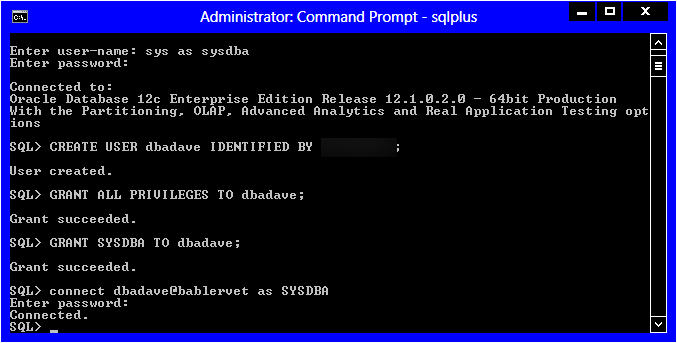 Administrator: Command Prompt - sqlplus
Enter user-name: sys as sysdba
Enter password:
Connected to:
Oracle Database 12c Enterprise Edition Release 12.1.0.2.0 - 64bit Production
With the Partitioning, OLAP, Advanced Analytics and Real Application Testing opt
ions
SQL> CREATE USER dbadave IDENTIFIED BY ;
User created.
SQL> GRANT ALL PRIVILEGES TO dbadave;
Grant succeeded.
SQL> GRANT SYSDBA TO dbadave;
Grant succeeded.
SQL> connect dbadave@bablervet as SYSDBA
Enter password:
Connected.
SQL> _